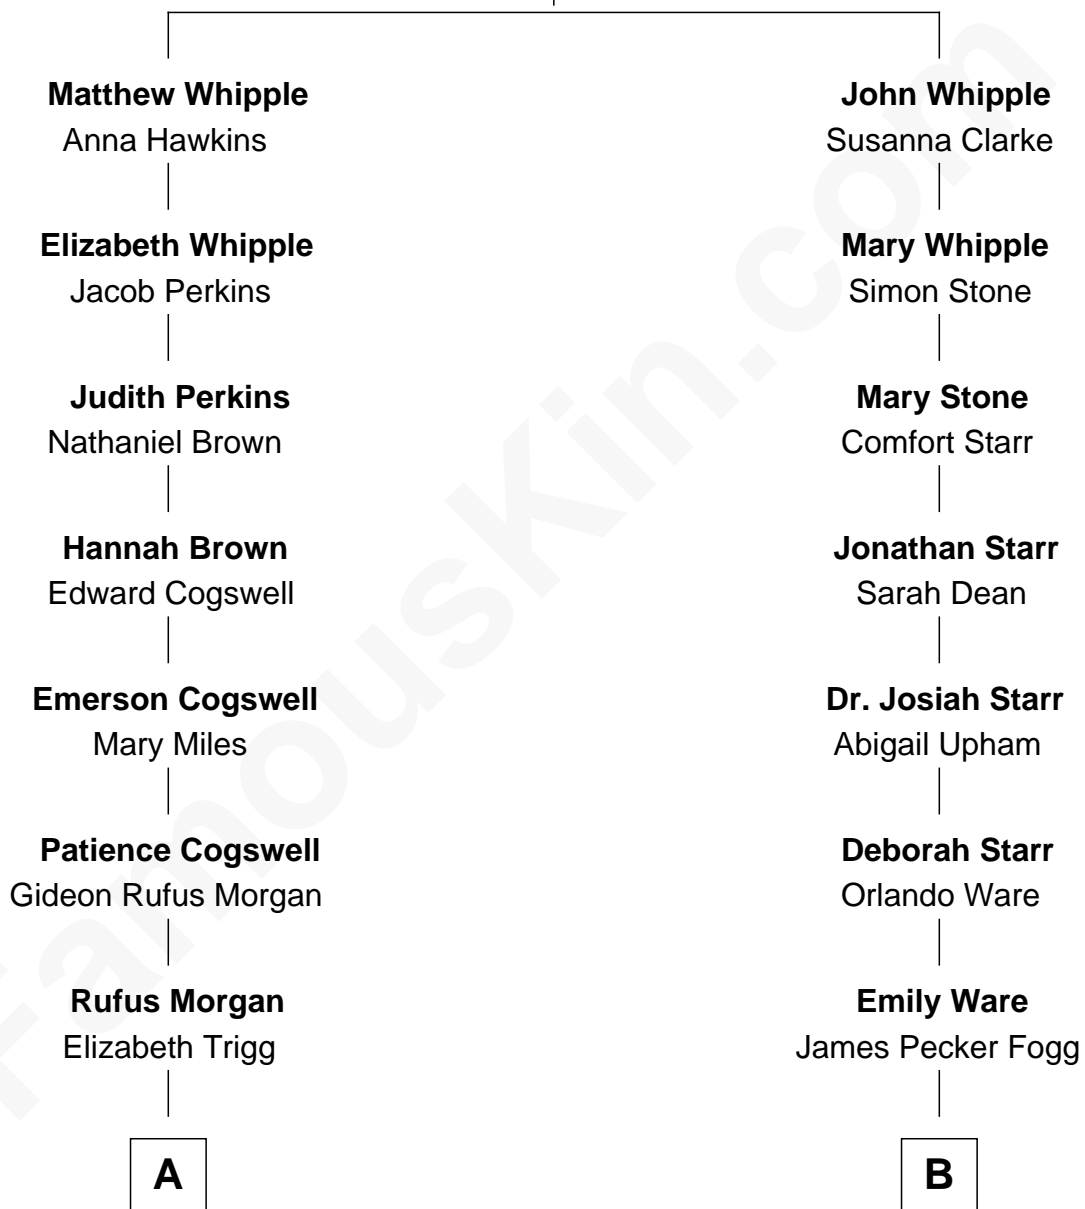 Matthew Whipple
Anna Hawkins
John Whipple
Susanna Clarke
Elizabeth Whipple
Jacob Perkins
Mary Whipple
Simon Stone
Judith Perkins
Nathaniel Brown
Mary Stone
Comfort Starr
Hannah Brown
Edward Cogswell
Jonathan Starr
Sarah Dean
Emerson Cogswell
Mary Miles
Dr. Josiah Starr
Abigail Upham
Patience Cogswell
Gideon Rufus Morgan
Deborah Starr
Orlando Ware
Rufus Morgan
Elizabeth Trigg
Emily Ware
James Pecker Fogg
A
B
FamousKin.com